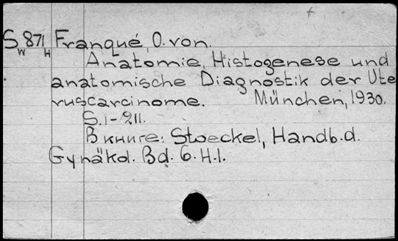 S 871 Franqué, O. von.
W H
Anatomie, Histogenese und
anatomische Diagnostik der Ute
ruscarcinome. München, 1930.
S. 1-211.
В книге: Stoeckel, Handb. d.
Gynäkol. Bd. 6. H. 1.